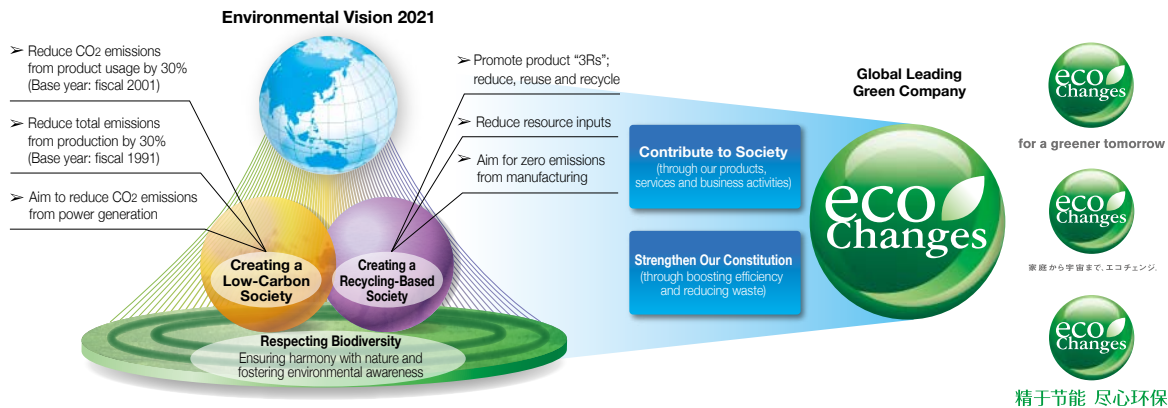 Environmental Vision 2021
➢ Reduce CO2 emissions
from product usage by 30%
(Base year: fiscal 2001)
➢ Reduce total emissions
from production by 30%
(Base year: fiscal 1991)
➢ Aim to reduce CO2 emissions
from power generation
➢ Promote product “3Rs”;
reduce, reuse and recycle
➢ Reduce resource inputs
➢ Aim for zero emissions
from manufacturing
Creating a
Low-Carbon
Society
Creating a
Recycling-Based
Society
Respecting Biodiversity
Ensuring harmony with nature and
fostering environmental awareness
Contribute to Society
(through our products,
services and business activities)
Strengthen Our Constitution
(through boosting efficiency
and reducing waste)
Global Leading
Green Company
eco
Changes
eco
Changes
for a greener tomorrow
eco
Changes
家庭から宇宙まで、エコチェンジ。
eco
Changes
精于节能 尽心环保